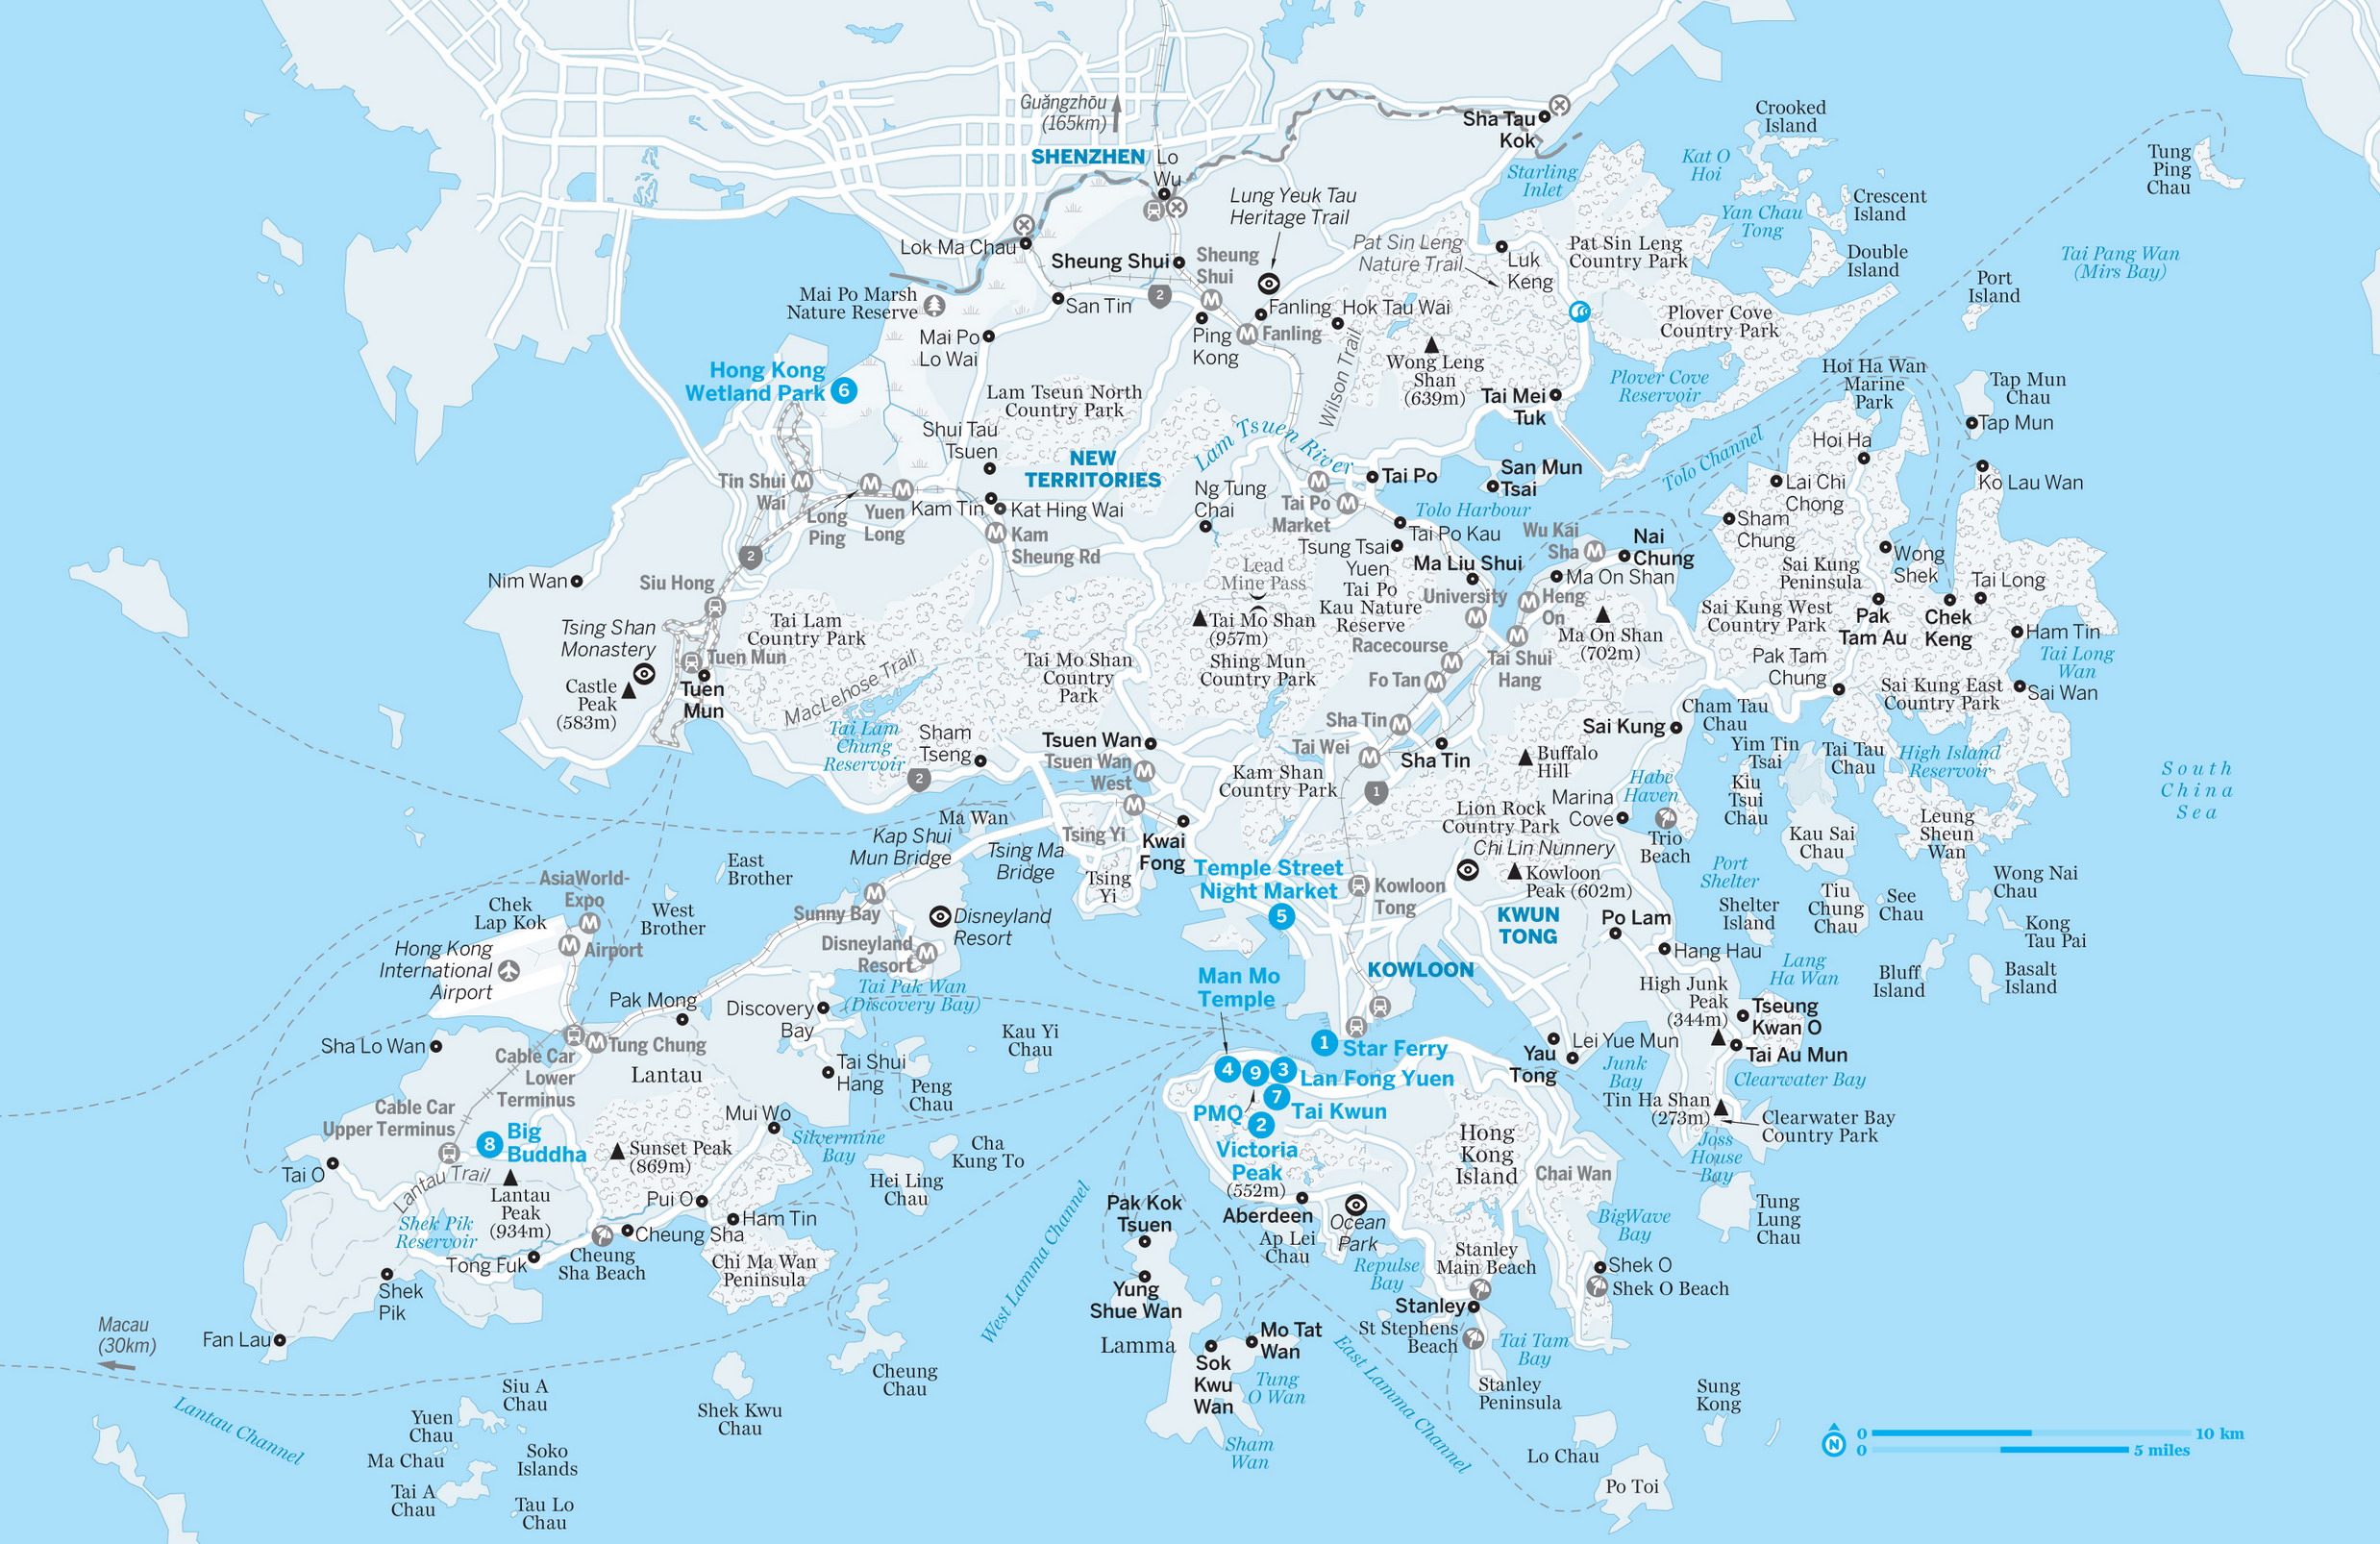 Guǎngzhōu
(165km)
SHENZHEN
Lo
Wu
Sha Tau
Kok
Starling
Inlet
Crooked
Island
Kat O
Hoi
Crescent
Island
Yan Chau
Tong
Double
Island
Tung
Ping
Chau
Tai Pang Wan
(Mirs Bay)
Port
Island
Lung Yeuk Tau
Heritage Trail
Pat Sin Leng
Nature Trail
Luk
Keng
Pat Sin Leng
Country Park
Plover Cove
Country Park
Lok Ma Chau
Sheung Shui
Sheung
Shui
Mai Po Marsh
Nature Reserve
San Tin
2
Fanling
Hok Tau Wai
Ping
Kong
M
M
Fanling
Mai Po
Lo Wai
Wilson Trail
Wong Leng
Shan
(639m)
Tai Mei
Tuk
Plover Cove
Reservoir
Hoi Ha Wan
Marine
Park
Tap Mun
Chau
Tap Mun
Hong Kong
Wetland Park
6
Lam Tseun North
Country Park
Shui Tau
Tsuen
NEW
TERRITORIES
Lam Tsuen River
Tai Po
San Mun
Tsai
Tolo Channel
Hoi Ha
Lai Chi
Chong
Ko Lau Wan
Tin Shui
Wai
M
M
M
Long
Ping
Yuen
Long
Kam Tin
Kat Hing Wai
M
Kam
Sheung Rd
Ng Tung
Chai
M
Tai Po
Market
M
Tolo Harbour
Tai Po Kau
Tsung Tsai
Yuen
Wu Kai
Sha
M
Nai
Chung
Sham
Chung
Wong
Shek
Sai Kung
Peninsula
Tai Long
2
Nim Wan
Siu Hong
Lead
Mine Pass
Tai Mo Shan
(957m)
Tai Po
Kau Nature
Reserve
Ma Liu Shui
University
M
Ma On Shan
M
Heng
On
Ma On Shan
(702m)
Sai Kung West
Country Park
Pak
Tam Au
Chek
Keng
Ham Tin
Tai Long
Wan
Tsing Shan
Monastery
Tai Lam
Country Park
Tuen Mun
Castle
Peak
(583m)
Tuen
Mun
MacLehose Trail
Tai Mo Shan
Country
Park
Shing Mun
Country Park
Racecourse
M
M
Tai Shui
Hang
Fo Tan
M
Pak Tam
Chung
Sai Kung East
Country Park
Sai Wan
Tai Lam
Chung
Reservoir
Sham
Tseng
2
Tsuen Wan
Tsuen Wan
West
M
M
Sha Tin
M
Tai Wei
M
Sha Tin
Kam Shan
Country Park
1
Sai Kung
Cham Tau
Chau
Yim Tin
Tsai
Tai Tau
Chau
High Island
Reservoir
South
China
Sea
Buffalo
Hill
Habe
Haven
Kiu
Tsui
Chau
Marina
Cove
Trio
Beach
Kau Sai
Chau
Leung
Sheun
Wan
Ma Wan
Kap Shui
Mun Bridge
Tsing Yi
Tsing Ma
Bridge
Tsing
Yi
Kwai
Fong
Lion Rock
Country Park
Chi Lin Nunnery
Kowloon
Peak (602m)
Port
Shelter
Temple Street
Night Market
5
Kowloon
Tong
KWUN
TONG
Po Lam
Shelter
Island
Tiu
Chung
Chau
See
Chau
Wong Nai
Chau
Kong
Tau Pai
East
Brother
West
Brother
AsiaWorld-
Expo
M
Chek
Lap Kok
M
Airport
Hong Kong
International
Airport
Sunny Bay
M
Disneyland
Resort
Disneyland
Resort
M
Tai Pak Wan
(Discovery Bay)
Man Mo
Temple
KOWLOON
Hang Hau
Lang
Ha Wan
Bluff
Island
Basalt
Island
High Junk
Peak
(344m)
Tseung
Kwan O
Tai Au Mun
Pak Mong
Discovery
Bay
Kau Yi
Chau
Sha Lo Wan
Cable Car
Lower
Terminus
M
Tung Chung
Lantau
Tai Shui
Hang
Peng
Chau
1
Star Ferry
4
9
3
Lan Fong Yuen
7
Tai Kwun
PMQ
2
Victoria
Peak
(552m)
Yau
Tong
Lei Yue Mun
Junk
Bay
Clearwater Bay
Tin Ha Shan
(273m)
Clearwater Bay
Country Park
Joss
House
Bay
Cable Car
Upper Terminus
8
Big
Buddha
Mui Wo
Silvermine
Bay
Sunset Peak
(869m)
Cha
Kung To
Hei Ling
Chau
Hong
Kong
Island
Chai Wan
Tung
Lung
Chau
Tai O
Lantau Trail
Lantau
Peak
(934m)
Pui O
Ham Tin
Cheung Sha
Cheung
Sha Beach
Chi Ma Wan
Peninsula
Shek Pik
Reservoir
Tong Fuk
Shek
Pik
Fan Lau
Macau
(30km)
Pak Kok
Tsuen
Yung
Shue Wan
Aberdeen
Ap Lei
Chau
Ocean
Park
Repulse
Bay
Stanley
Main Beach
BigWave
Bay
Shek O
Shek O Beach
Stanley
St Stephens
Beach
Tai Tam
Bay
West Lamma Channel
Lamma
Mo Tat
Wan
Sok
Kwu
Wan
Tung
O Wan
East Lamma Channel
Stanley
Peninsula
Sham
Wan
Cheung
Chau
Shek Kwu
Chau
Siu A
Chau
Yuen
Chau
Ma Chau
Soko
Islands
Tai A
Chau
Tau Lo
Chau
Lantau Channel
Sung
Kong
Lo Chau
Po Toi
N
0
10 km
0
5 miles